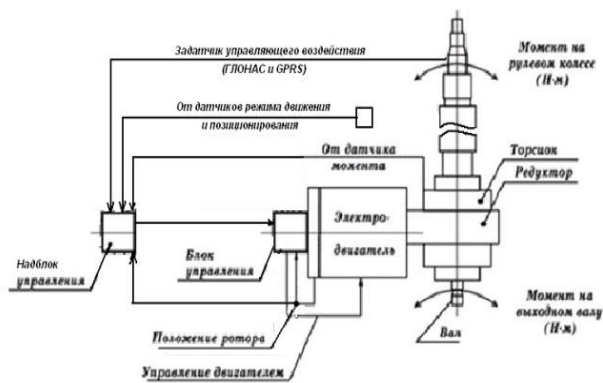 Задатчик управляющего воздействия
(ГЛОНАС и GPRS)
Момент на
рулевом колесе
(Н·м)
От датчиков режима движения
и позиционирования
От датчика
момента
Торсион
Редуктор
Электро-
двигатель
Надблок
управления
Блок
управления
Положение ротора
Управление двигателем
Вал
Момент на
выходном валу
(Н·м)